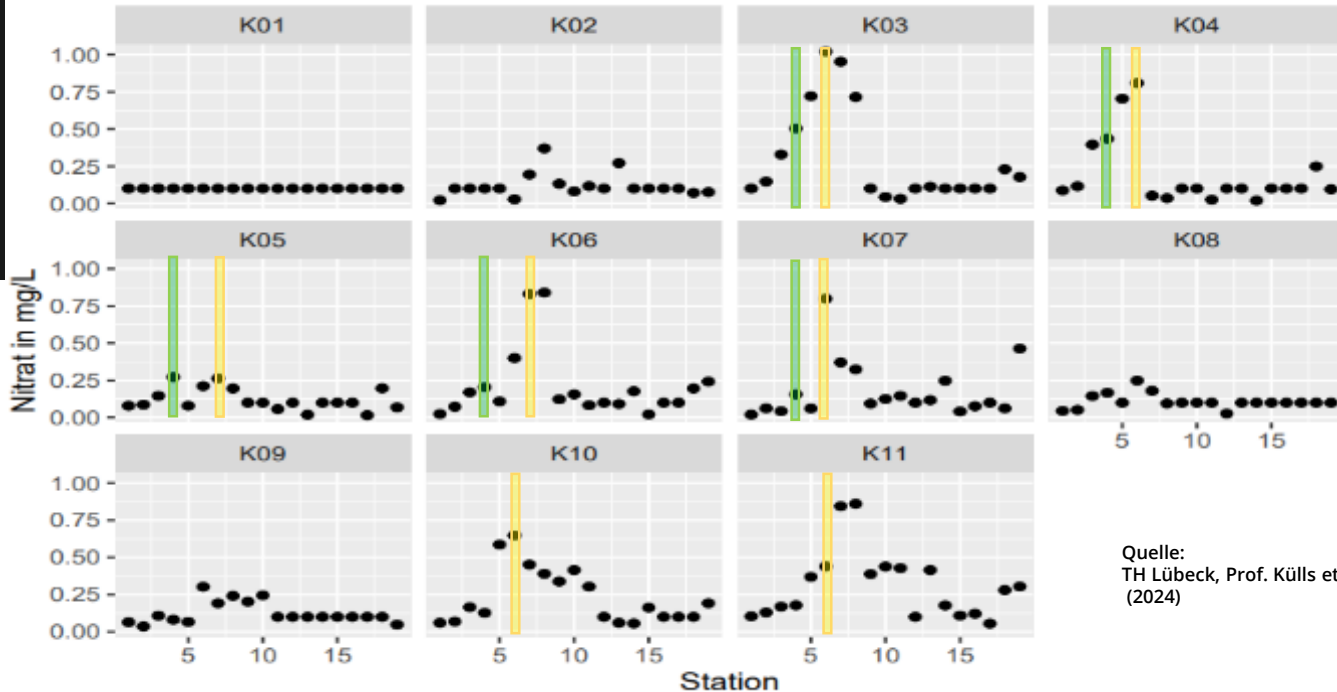 K01 K02 K03 K04
1.00
0.75
0.50
0.25
0.00
K05 K06 K07 K08
1.00
0.75
0.50
0.25
0.00
5 10 15
Nitrat in mg/L
K09 K10 K11
1.00
0.75
0.50
0.25
0.00
5 10 15 5 10 15 5 10 15
Station
Quelle:
TH Lübeck, Prof. Külls et
(2024)